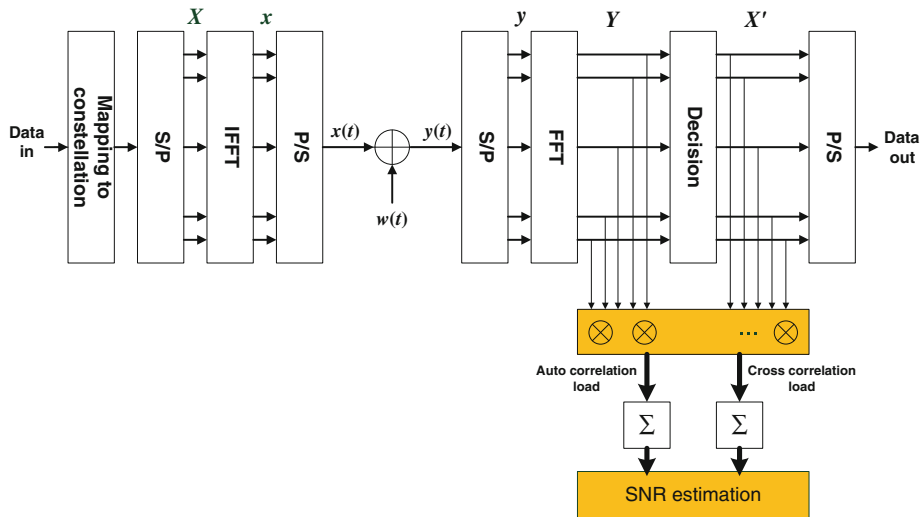 X
x
y
Y
X'
Data
in
Mapping to
constellation
S/P
IFFT
P/S
x(t)
w(t)
y(t)
S/P
FFT
Decision
P/S
Data
out
...
Auto correlation
load
Cross correlation
load
Σ
Σ
SNR estimation